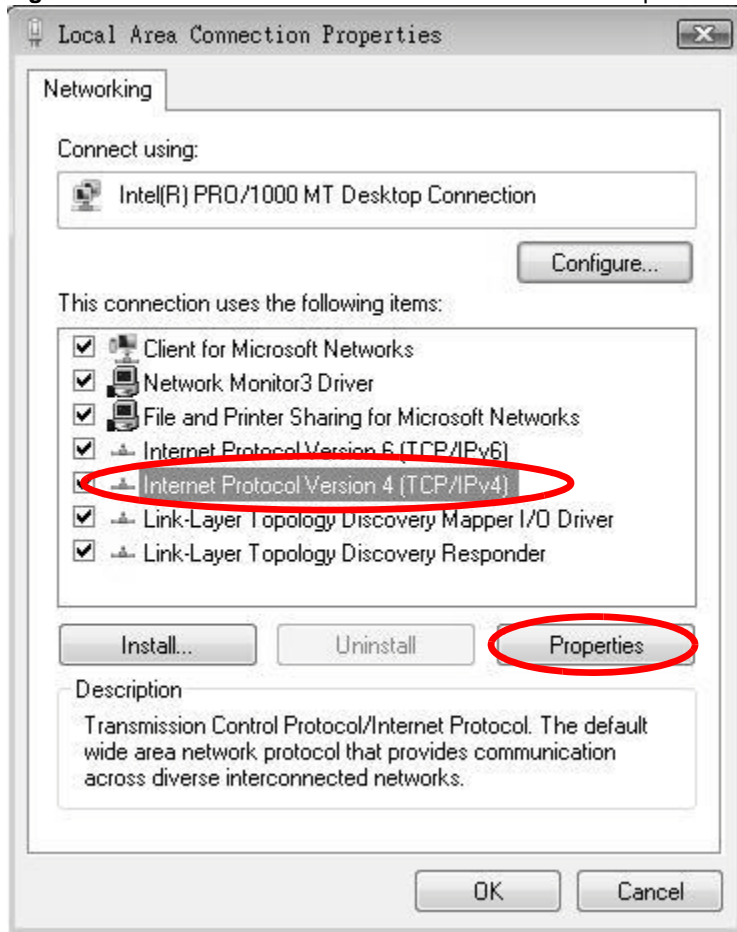 Local Area Connection Properties
Networking
Connect using:
Intel(R) PRO/1000 MT Desktop Connection
Configure...
This connection uses the following items:
Client for Microsoft Networks
Network Monitor3 Driver
File and Printer Sharing for Microsoft Networks
Internet Protocol Version 6 (TCP/IPv6)
Internet Protocol Version 4 (TCP/IPv4)
Link-Layer Topology Discovery Mapper I/O Driver
Link-Layer Topology Discovery Responder
Install... Uninstall Properties
Description
Transmission Control Protocol/Internet Protocol. The default
wide area network protocol that provides communication
across diverse interconnected networks.
OK Cancel